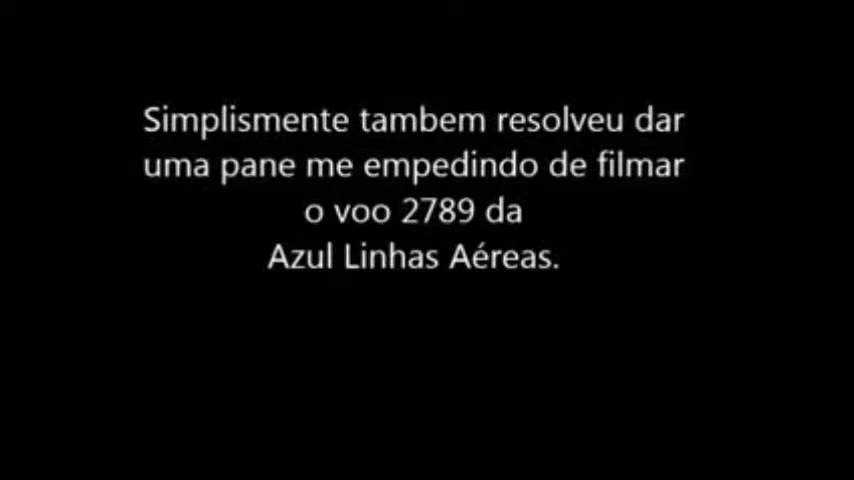 Simplismente tambem resolveu dar
uma pane me empedindo de filmar
o voo 2789 da
Azul Linhas Aéreas.